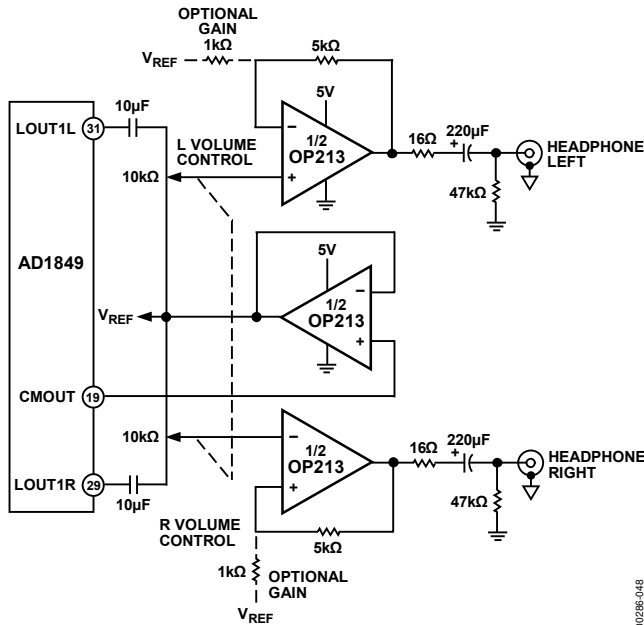 OPTIONAL
GAIN
1kΩ
VREF
5kΩ
5V
10µF
LOUT1L
31
L VOLUME
CONTROL
–
1/2
OP213
+
16Ω
220µF
+
HEADPHONE
LEFT
10kΩ
47kΩ
AD1849
5V
–
1/2
OP213
+
VREF
CMOUT
19
10kΩ
–
1/2
OP213
+
16Ω
220µF
+
HEADPHONE
RIGHT
LOUT1R
29
10µF
47kΩ
R VOLUME
CONTROL
5kΩ
1kΩ
OPTIONAL
GAIN
VREF
00286-048